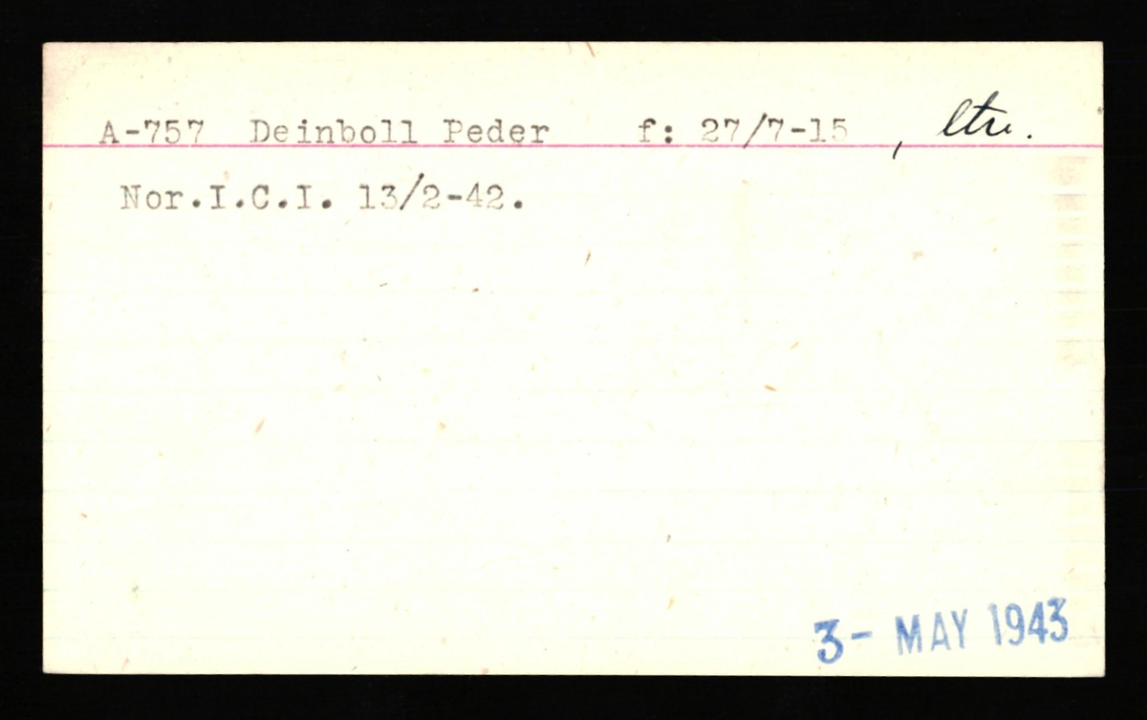 A-757 Deinboll Peder f: 27/7-15 , ltn.
Nor.I.C.I. 13/2-42.
3- MAY 1943